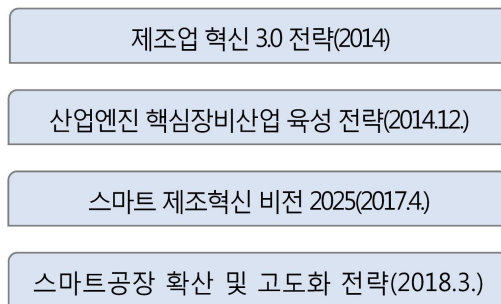 제조업 혁신 3.0 전략(2014)
산업엔진 핵심장비산업 육성 전략(2014.12.)
스마트 제조혁신 비전 2025(2017.4.)
스마트공장 확산 및 고도화 전략(2018.3.)